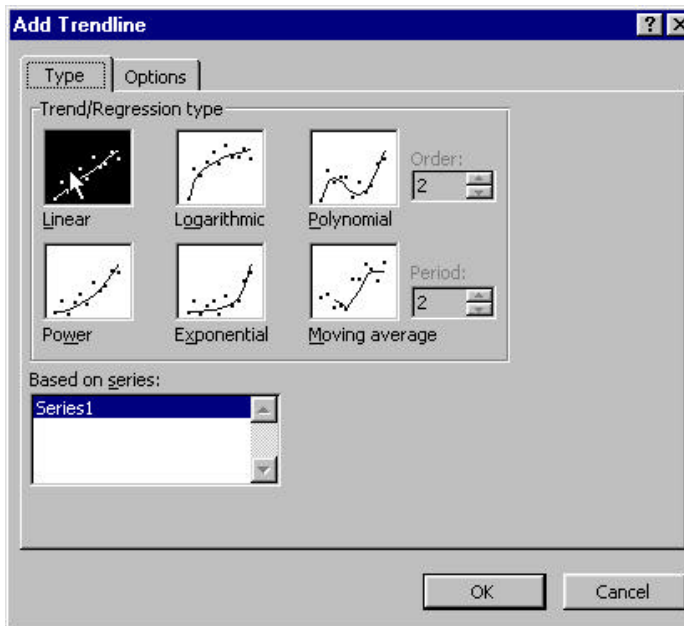 Add Trendline
Type Options
Trend/Regression type
Linear Logarithmic Polynomial
Order:
2
Power Exponential Moving average
Period:
2
Based on series:
Series1
OK Cancel